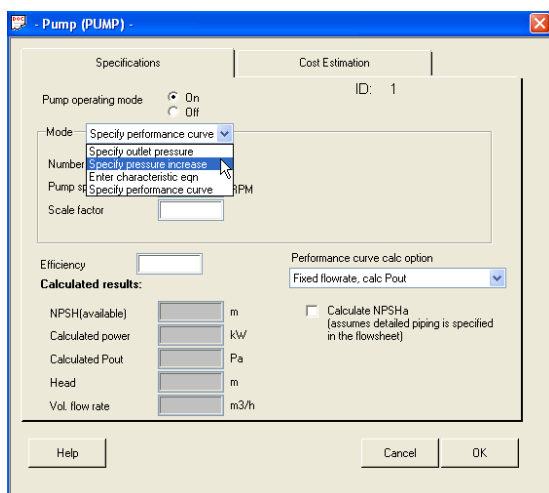 - Pump (PUMP) -
Specifications
Cost Estimation
ID: 1
Pump operating mode
On
Off
Mode
Specify performance curve
Specify outlet pressure
Specify pressure increase
Enter characteristic eqn
Specify performance curve
Number
Pump sp
RPM
Scale factor
Efficiency
Performance curve calc option
Fixed flowrate, calc Pout
Calculated results:
NPSH(available) m
Calculated power kW
Calculated Pout Pa
Head m
Vol. flow rate m3/h
Calculate NPSHa
(assumes detailed piping is specified
in the flowsheet)
Help
Cancel
OK